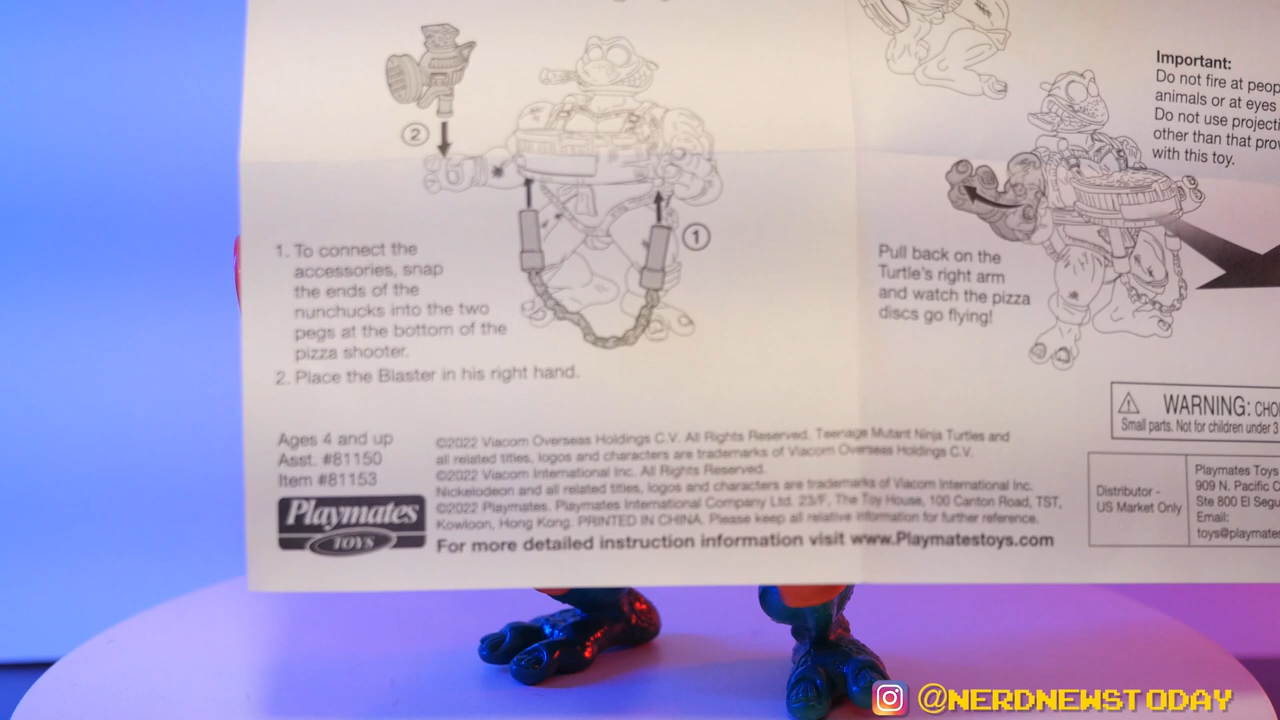 2
1
1. To connect the
accessories, snap
the ends of the
nunchucks into the two
pegs at the bottom of the
pizza shooter.
2. Place the Blaster in his right hand.
Pull back on the
Turtle's right arm
and watch the pizza
discs go flying!
Important:
Do not fire at
animals or at eyes
Do not use
other than that
with this toy.
WARNING:
Small parts. Not for children under 3
Ages 4 and up
Asst. #81150
Item #81153
Playmates
TOYS
©2022 Viacom Overseas Holdings C.V. All Rights Reserved. Teenage Mutant Ninja Turtles and
all related titles, logos and characters are trademarks of Viacom Overseas Holdings C.V.
©2022 Viacom International Inc. All Rights Reserved.
Nickelodeon and all related titles, logos and characters are trademarks of Viacom International Inc.
©2022 Playmates. Playmates International Company Ltd. 23/F, The Toy House, 100 Canton Road, TST,
Kowloon, Hong Kong. PRINTED IN CHINA. Please keep all relative information for further reference.
For more detailed instruction information visit www.Playmatestoys.com
Distributor -
US Market Only
Playmates Toys
909 N. Pacific
Ste 800 El
Email:
@NERDNEWSTODAY